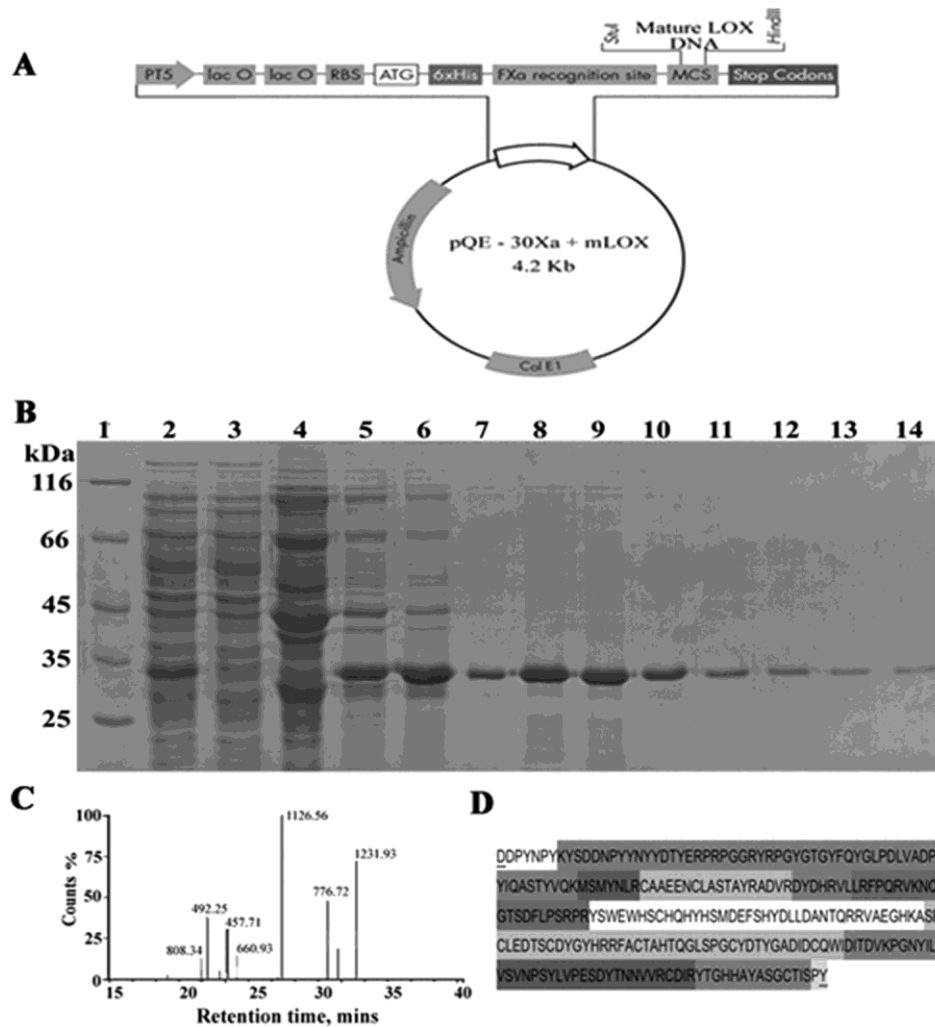 A
StuI
Mature LOX
DNA
HindIII
PT5 lac O lac O RBS ATG 6xHis FXa recognition site MCS Stop Codons
Ampicillin
pQE - 30Xa + mLOX
4.2 Kb
Col E1
B
1 2 3 4 5 6 7 8 9 10 11 12 13 14
kDa
116
66
45
35
25
C
Counts %
100
75
50
25
0
1126.56
1231.93
776.72
492.25
457.71
808.34
660.93
15 20 25 30 35 40
Retention time, mins
D
DDPYNPYKYSDDNPYYNYYDTYERPRPGGRYRPGYGTGYFQYGLPDLVADP
YIQASTYVQKMSMYNLRCAAEENCLASTAYRADVRDYDHRVLLRFPQRVKNQ
GTSDFLPSRPRYSWEWHSCHQHYHSMDEFSHYDLLDANTQRRVAEGHKAS
CLEDTSCDYGYHRRFACTAHTQGLSPGCYDTYGADIDCQWIDITDVKPGNYIL
VSVNPSYLVPESDYTNNVVRCDIRYTGHHAYASGCTISPY